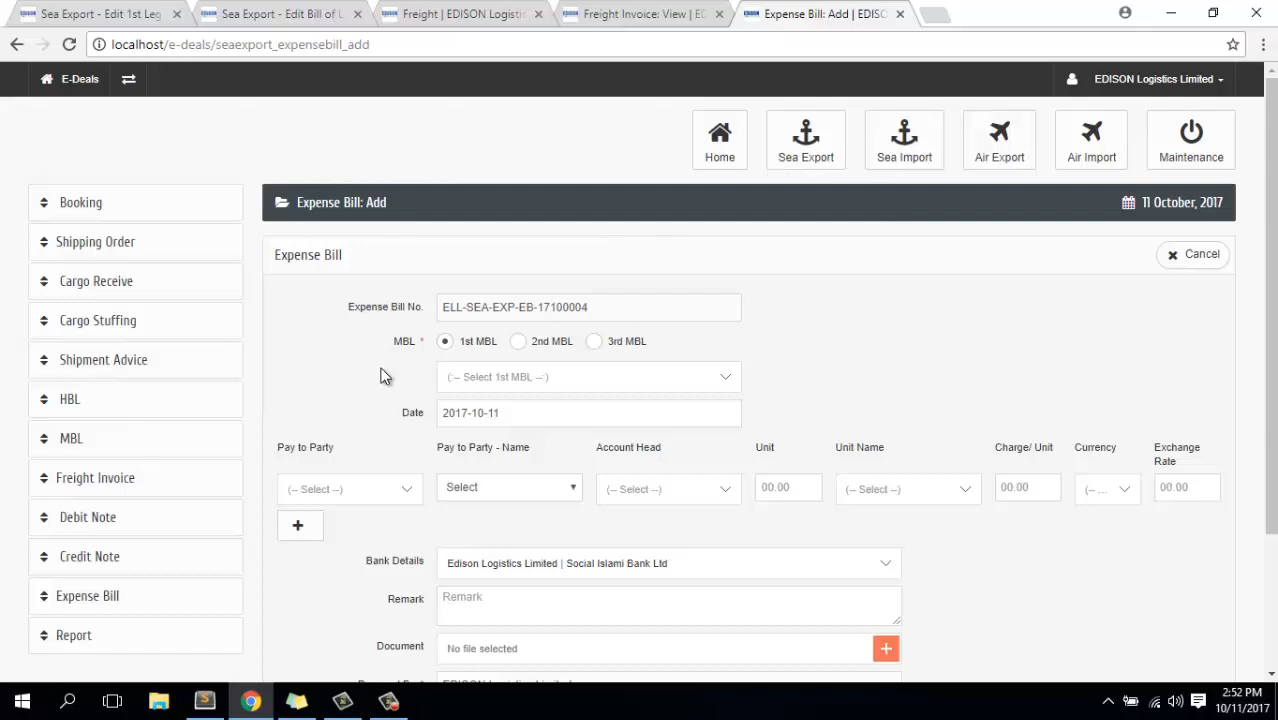 Sea Export - Edit 1st Leg
Sea Export - Edit Bill of L
Freight | EDISON Logisti
Freight Invoice: View | ED
Expense Bill: Add | EDISO
localhost/e-deals/seaexport_expensebill_add
E-Deals
EDISON Logistics Limited
Home
Sea Export
Sea Import
Air Export
Air Import
Maintenance
Booking
Shipping Order
Cargo Receive
Cargo Stuffing
Shipment Advice
HBL
MBL
Freight Invoice
Debit Note
Credit Note
Expense Bill
Report
Expense Bill: Add
11 October, 2017
Expense Bill
Cancel
Expense Bill No.
ELL-SEA-EXP-EB-17100004
MBL *
1st MBL
2nd MBL
3rd MBL
(:-- Select 1st MBL --:)
Date
2017-10-11
Pay to Party
Pay to Party - Name
Account Head
Unit
Unit Name
Charge/ Unit
Currency
Exchange
Rate
(-- Select --)
Select
(-- Select --)
00.00
(-- Select --)
00.00
(-- ...
00.00
Bank Details
Edison Logistics Limited | Social Islami Bank Ltd
Remark
Remark
Document
No file selected
2:52 PM
10/11/2017